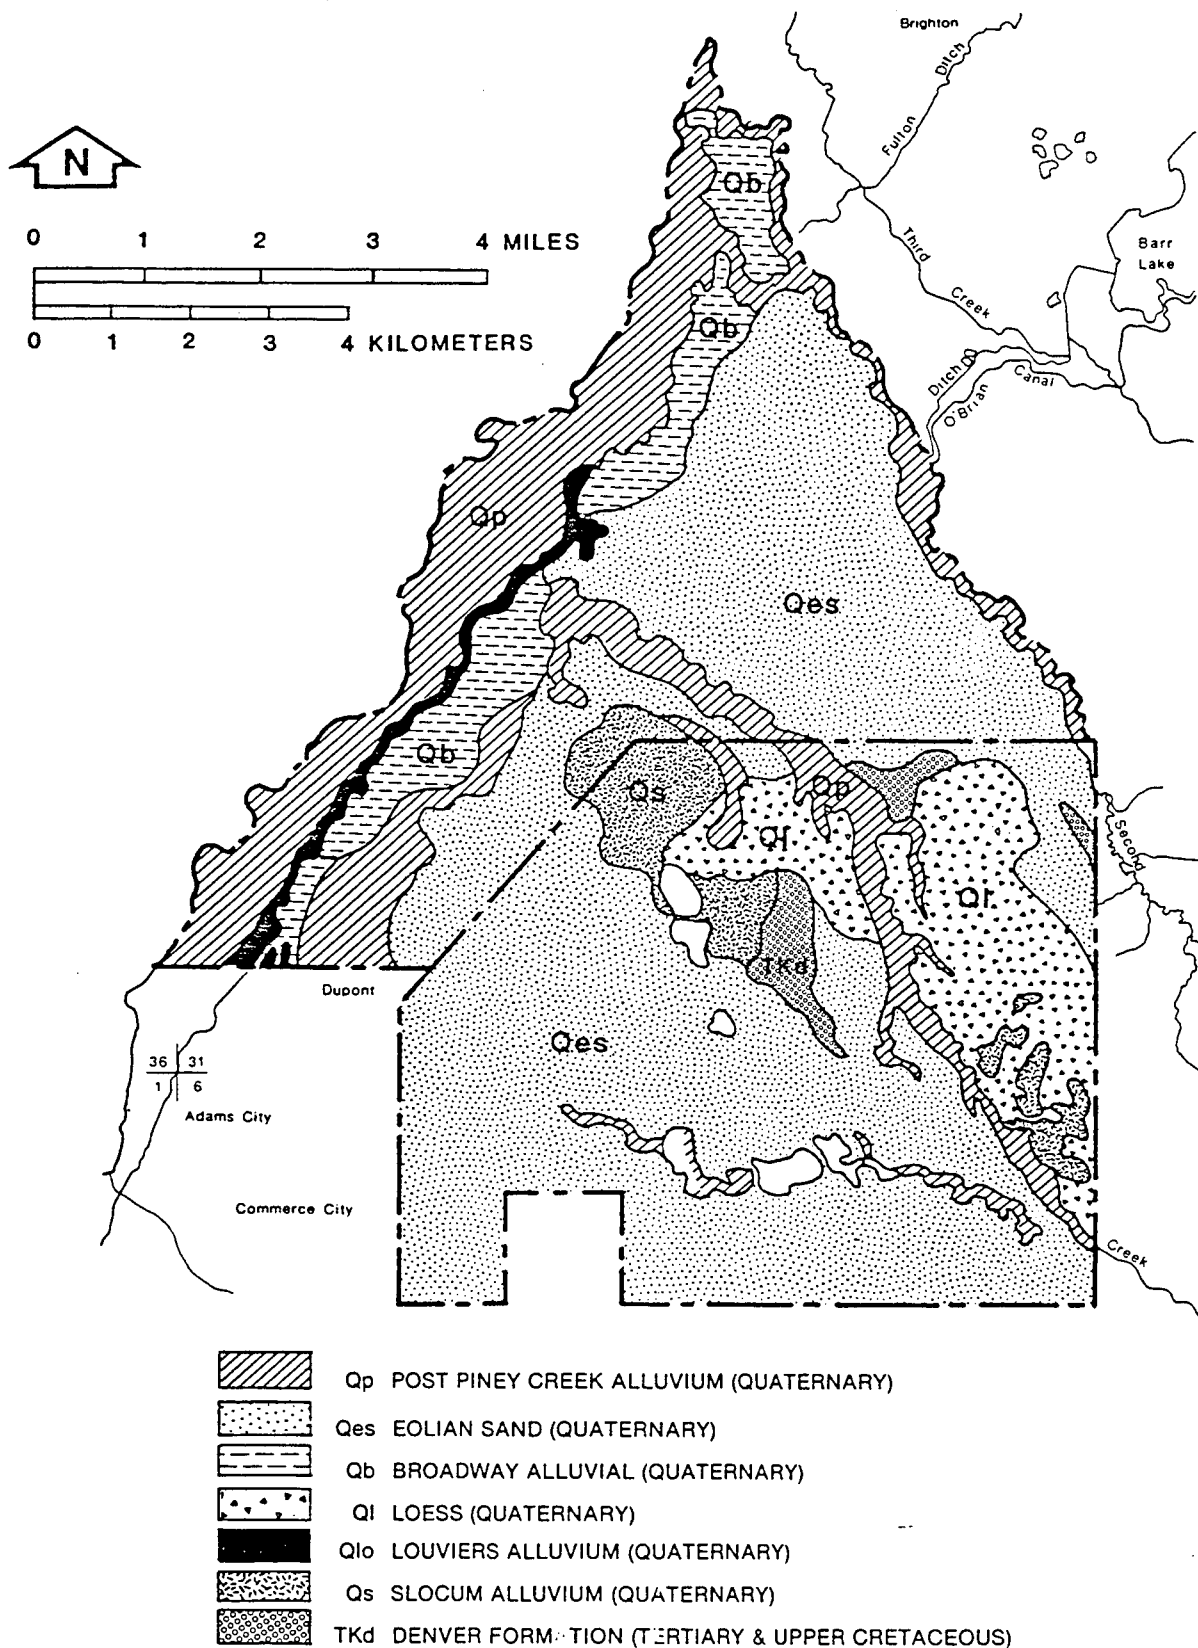 Brighton
Fulton Ditch
N
Qb
0 1 2 3 4 MILES
Third Creek
Barr
Lake
0 1 2 3 4 KILOMETERS
Qb
Ditch
O'Brian Canal
Qp
Qes
Qb
Qs
Qp
Ql
Second
Ql
TKd
Dupont
Qes
36 31
1 6
Adams City
Commerce City
Creek
Qp POST PINEY CREEK ALLUVIUM (QUATERNARY)
Qes EOLIAN SAND (QUATERNARY)
Qb BROADWAY ALLUVIAL (QUATERNARY)
Ql LOESS (QUATERNARY)
Qlo LOUVIERS ALLUVIUM (QUATERNARY)
Qs SLOCUM ALLUVIUM (QUATERNARY)
TKd DENVER FORMATION (TERTIARY & UPPER CRETACEOUS)